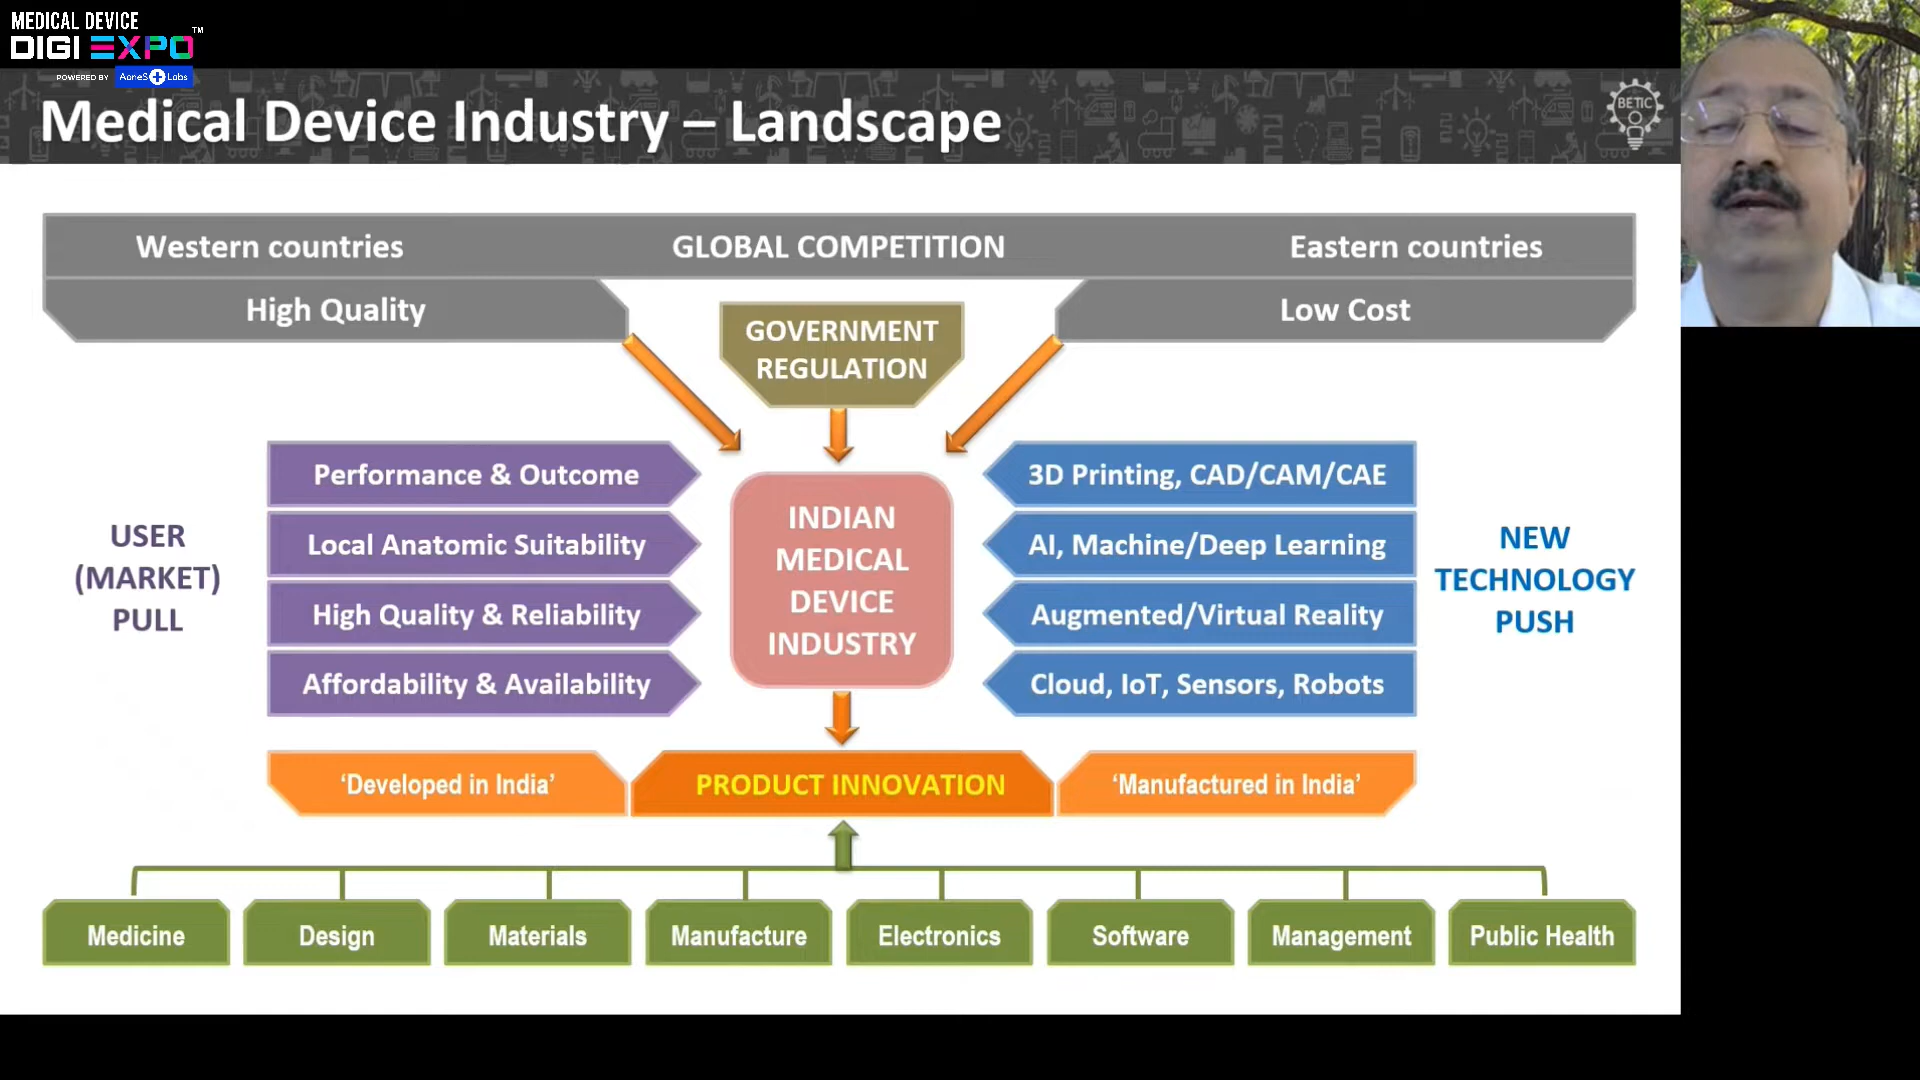 MEDICAL DEVICE
DIGI EXPO™
POWERED BY AoneS Labs
Medical Device Industry – Landscape
BETIC
Western countries
GLOBAL COMPETITION
Eastern countries
High Quality
Low Cost
GOVERNMENT
REGULATION
USER
(MARKET)
PULL
Performance & Outcome
Local Anatomic Suitability
High Quality & Reliability
Affordability & Availability
INDIAN
MEDICAL
DEVICE
INDUSTRY
3D Printing, CAD/CAM/CAE
AI, Machine/Deep Learning
Augmented/Virtual Reality
Cloud, IoT, Sensors, Robots
NEW
TECHNOLOGY
PUSH
‘Developed in India’
PRODUCT INNOVATION
‘Manufactured in India’
Medicine
Design
Materials
Manufacture
Electronics
Software
Management
Public Health